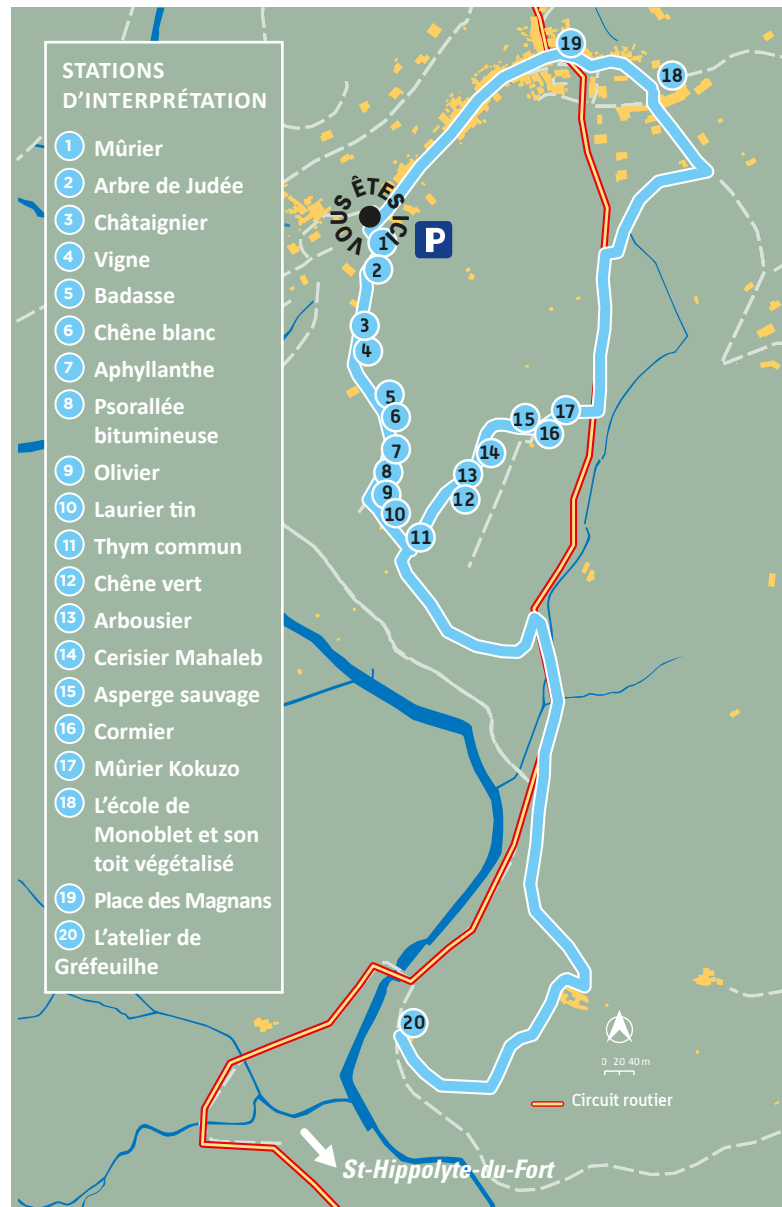 STATIONS
D'INTERPRÉTATION
1 Mûrier
2 Arbre de Judée
3 Châtaignier
4 Vigne
5 Badasse
6 Chêne blanc
7 Aphyllanthe
8 Psorallée
bitumineuse
9 Olivier
10 Laurier tin
11 Thym commun
12 Chêne vert
13 Arbousier
14 Cerisier Mahaleb
15 Asperge sauvage
16 Cormier
17 Mûrier Kokuzo
18 L'école de
Monoblet et son
toit végétalisé
19 Place des Magnans
20 L'atelier de
Gréfeuilhe
19
18
VOUS ÊTES ICI
1
P
2
3
4
5
6
7
8
9
10
11
12
13
14
15
16
17
20
0 20 40 m
Circuit routier
St-Hippolyte-du-Fort